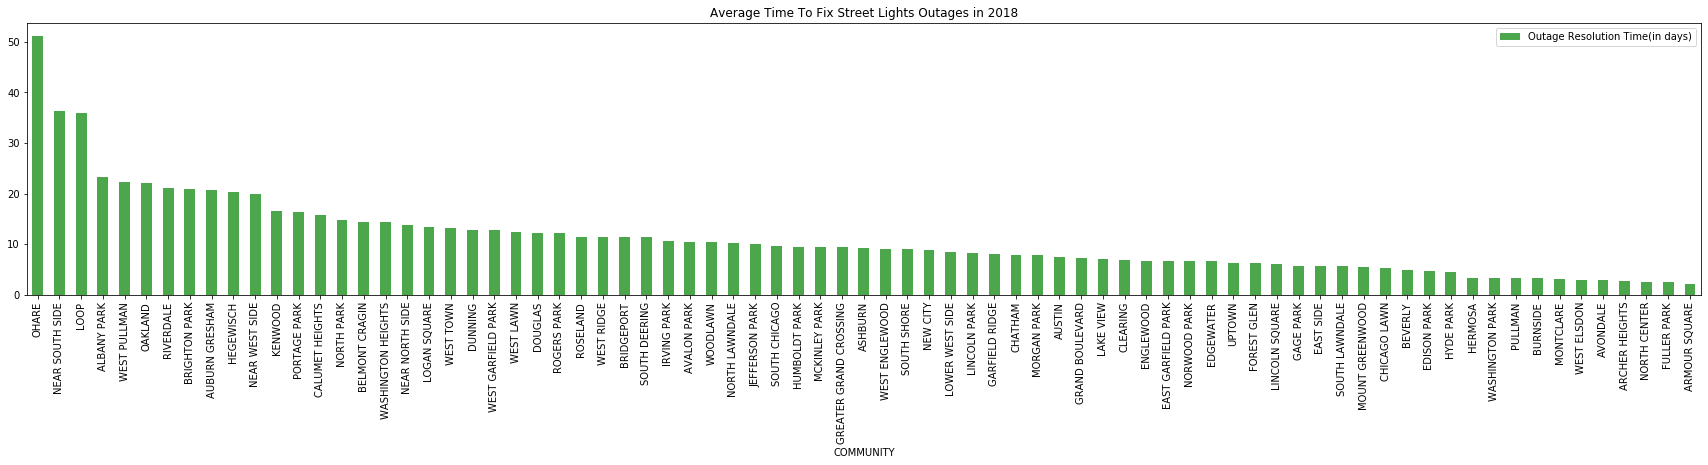 Average Time To Fix Street Lights Outages in 2018
Outage Resolution Time(in days)
50
40
30
20
10
0
OHARE
NEAR SOUTH SIDE
LOOP
ALBANY PARK
WEST PULLMAN
OAKLAND
RIVERDALE
BRIGHTON PARK
AUBURN GRESHAM
HEGEWISCH
NEAR WEST SIDE
KENWOOD
PORTAGE PARK
CALUMET HEIGHTS
NORTH PARK
BELMONT CRAGIN
WASHINGTON HEIGHTS
NEAR NORTH SIDE
LOGAN SQUARE
WEST TOWN
DUNNING
WEST GARFIELD PARK
WEST LAWN
DOUGLAS
ROGERS PARK
ROSELAND
WEST RIDGE
BRIDGEPORT
SOUTH DEERING
IRVING PARK
AVALON PARK
WOODLAWN
NORTH LAWNDALE
JEFFERSON PARK
SOUTH CHICAGO
HUMBOLDT PARK
MCKINLEY PARK
GREATER GRAND CROSSING
ASHBURN
WEST ENGLEWOOD
SOUTH SHORE
NEW CITY
LOWER WEST SIDE
LINCOLN PARK
GARFIELD RIDGE
CHATHAM
MORGAN PARK
AUSTIN
GRAND BOULEVARD
LAKE VIEW
CLEARING
ENGLEWOOD
EAST GARFIELD PARK
NORWOOD PARK
EDGEWATER
UPTOWN
FOREST GLEN
LINCOLN SQUARE
GAGE PARK
EAST SIDE
SOUTH LAWNDALE
MOUNT GREENWOOD
CHICAGO LAWN
BEVERLY
EDISON PARK
HYDE PARK
HERMOSA
WASHINGTON PARK
PULLMAN
BURNSIDE
MONTCLARE
WEST ELSDON
AVONDALE
ARCHER HEIGHTS
NORTH CENTER
FULLER PARK
ARMOUR SQUARE
COMMUNITY